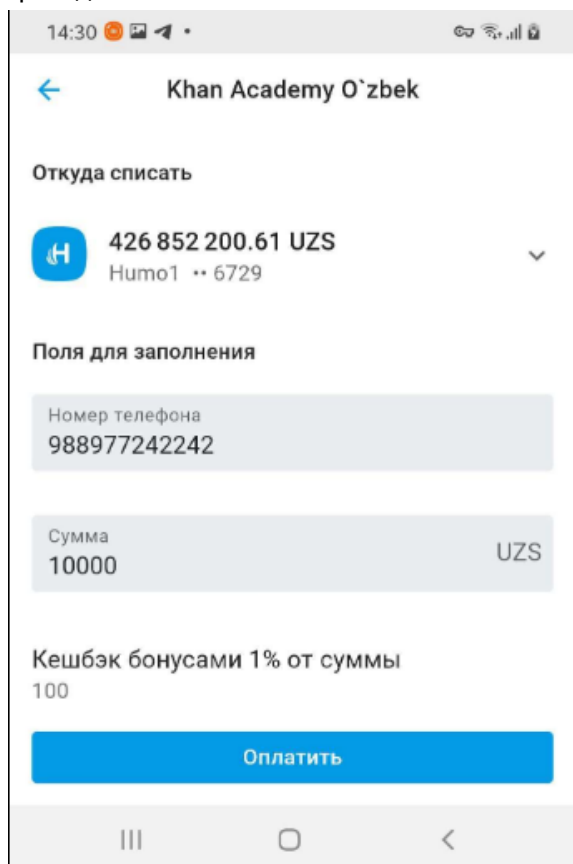 14:30
Khan Academy O`zbek
Откуда списать
426 852 200.61 UZS
Humo1 •• 6729
Поля для заполнения
Номер телефона
988977242242
Сумма
10000 UZS
Кешбэк бонусами 1% от суммы
100
Оплатить